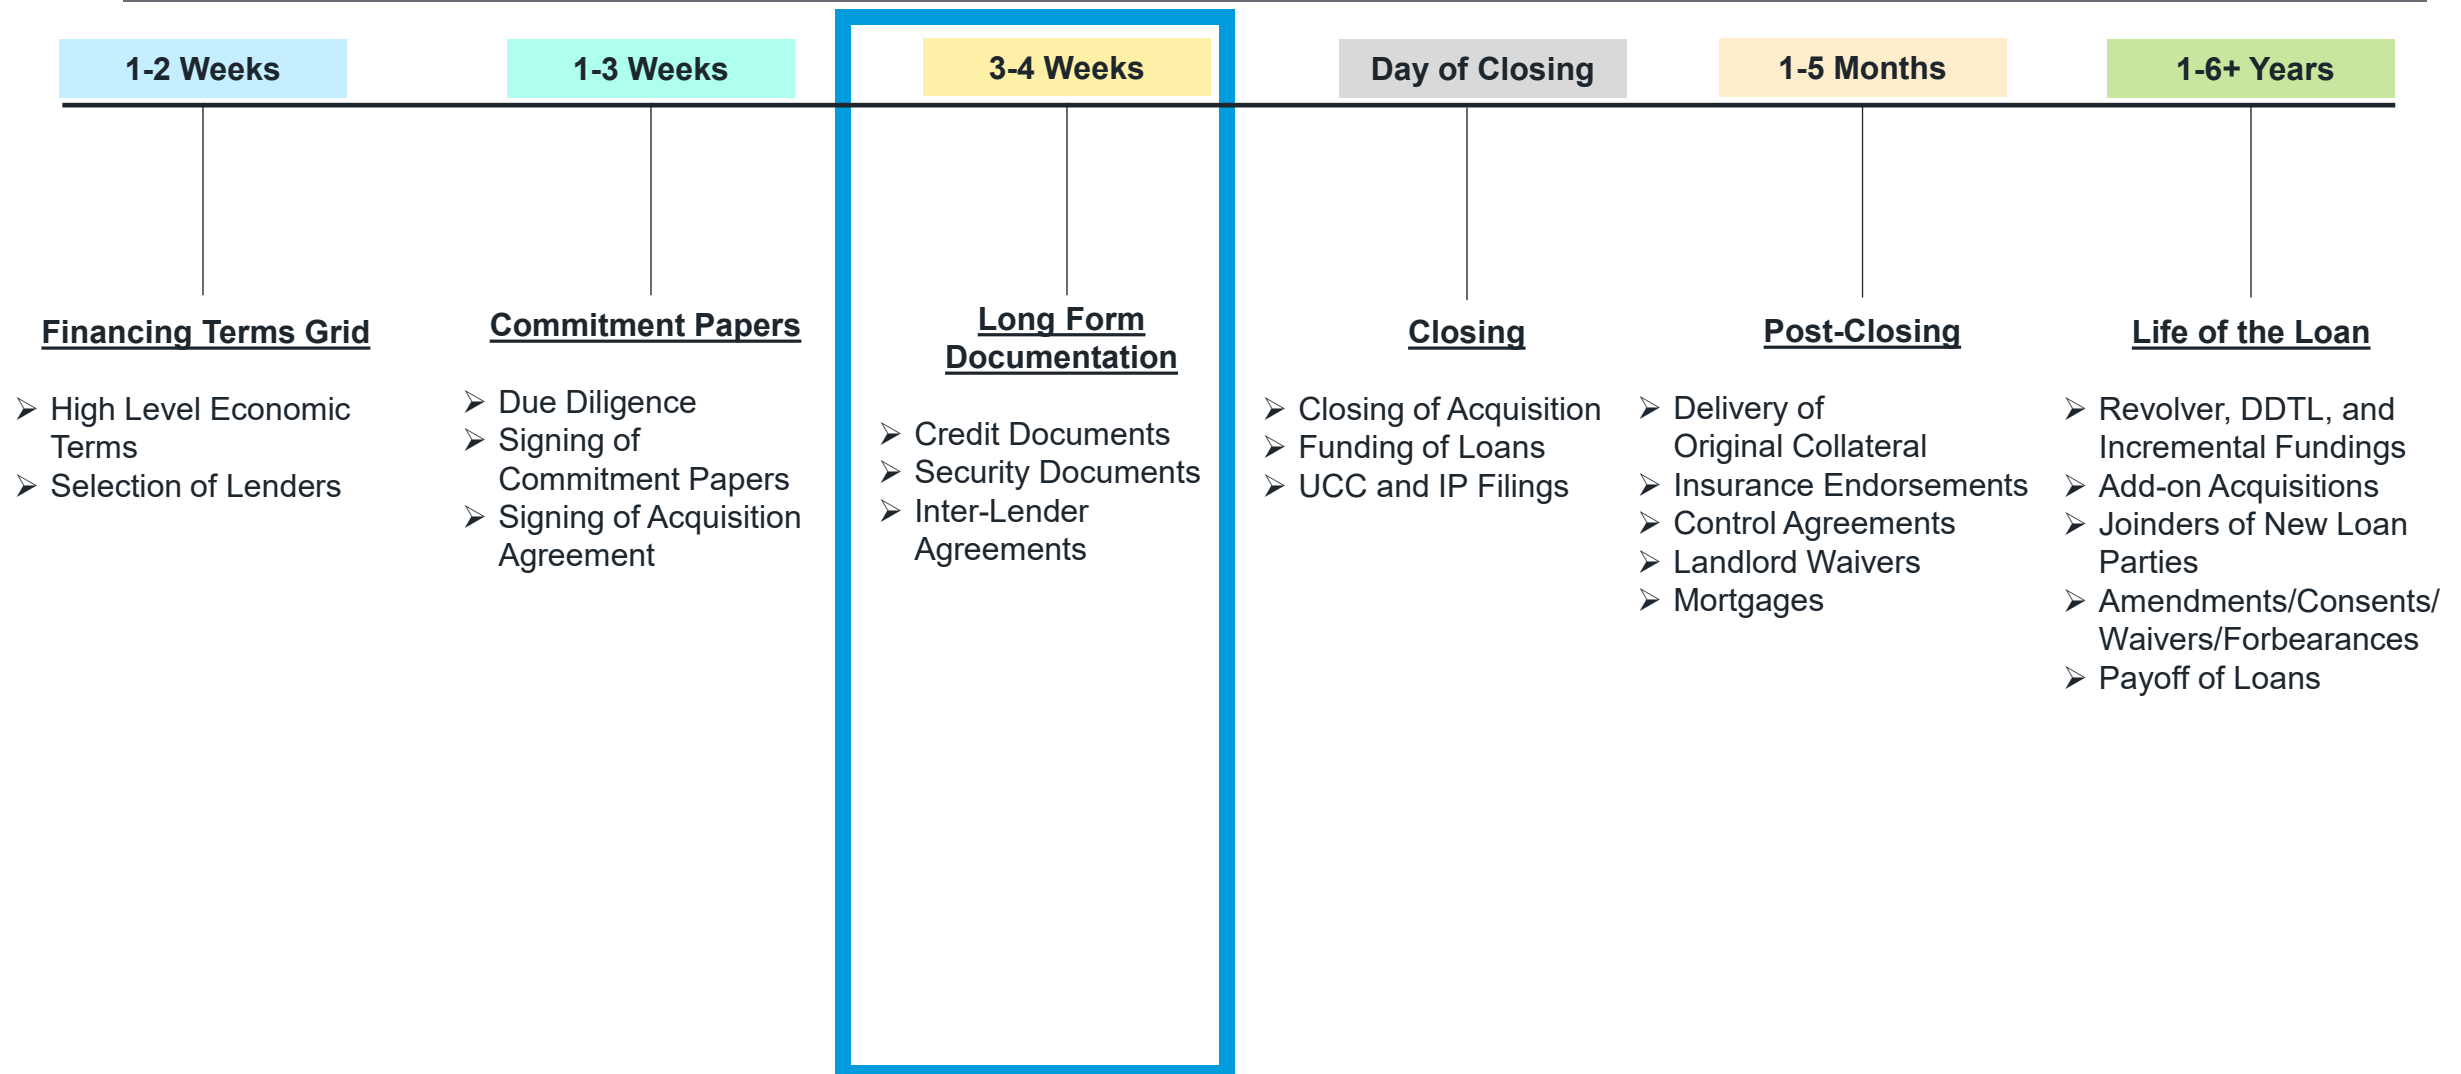 1-2 Weeks
1-3 Weeks
3-4 Weeks
Day of Closing
1-5 Months
1-6+ Years
Financing Terms Grid
➢ High Level Economic
Terms
➢ Selection of Lenders
Commitment Papers
➢ Due Diligence
➢ Signing of
Commitment Papers
➢ Signing of Acquisition
Agreement
Long Form
Documentation
➢ Credit Documents
➢ Security Documents
➢ Inter-Lender
Agreements
Closing
➢ Closing of Acquisition
➢ Funding of Loans
➢ UCC and IP Filings
Post-Closing
➢ Delivery of
Original Collateral
➢ Insurance Endorsements
➢ Control Agreements
➢ Landlord Waivers
➢ Mortgages
Life of the Loan
➢ Revolver, DDTL, and
Incremental Fundings
➢ Add-on Acquisitions
➢ Joinders of New Loan
Parties
➢ Amendments/Consents/
Waivers/Forbearances
➢ Payoff of Loans